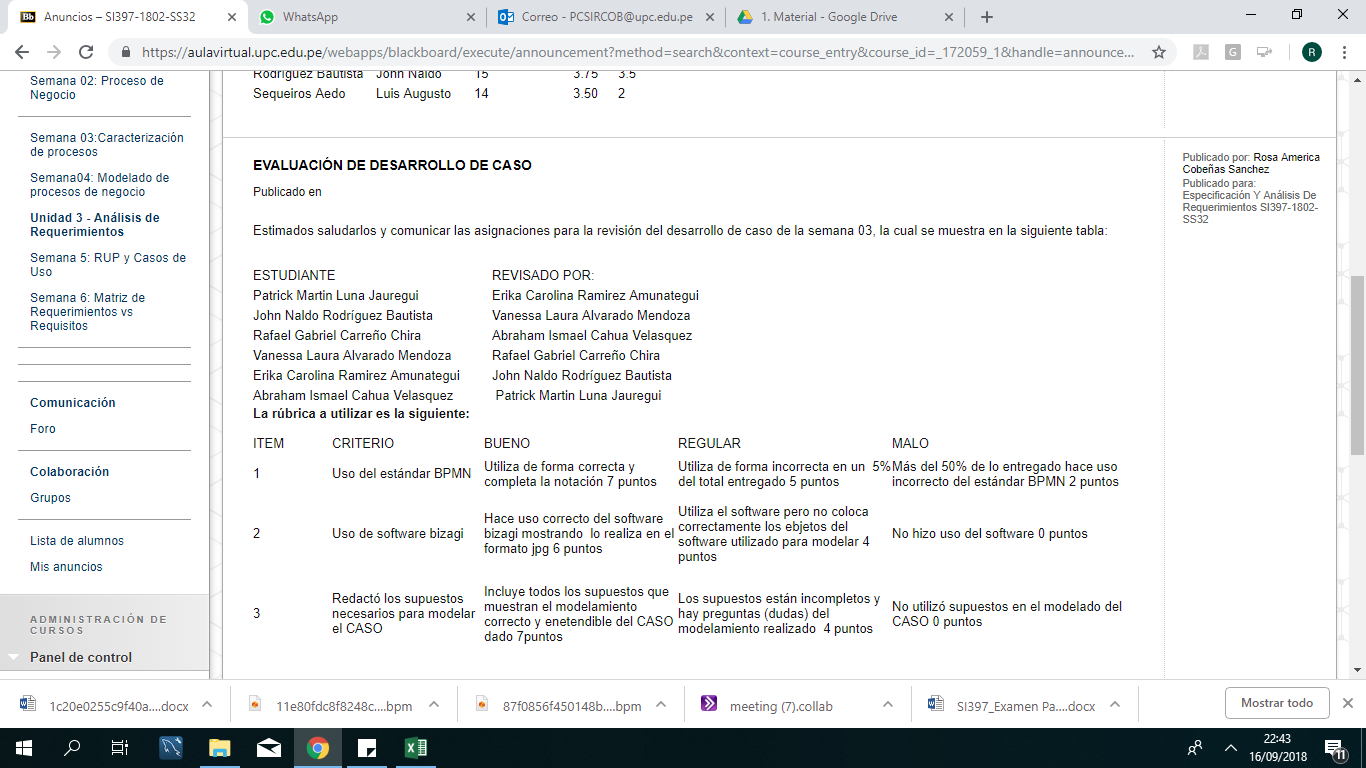 Anuncios – SI397-1802-SS32
WhatsApp
Correo - PCSIRCOB@upc.edu.pe
1. Material - Google Drive
https://aulavirtual.upc.edu.pe/webapps/blackboard/execute/announcement?method=search&context=course_entry&course_id=_172059_1&handle=announce...
Semana 02: Proceso de
Negocio
Semana 03:Caracterización
de procesos
Semana04: Modelado de
procesos de negocio
Unidad 3 - Análisis de
Requerimientos
Semana 5: RUP y Casos de
Uso
Semana 6: Matriz de
Requerimientos vs
Requisitos
Comunicación
Foro
Colaboración
Grupos
Lista de alumnos
Mis anuncios
ADMINISTRACIÓN DE
CURSOS
Panel de control
Rodríguez Bautista John Naldo 15 3.75 3.5
Sequeiros Aedo Luis Augusto 14 3.50 2
EVALUACIÓN DE DESARROLLO DE CASO
Publicado en
Estimados saludarlos y comunicar las asignaciones para la revisión del desarrollo de caso de la semana 03, la cual se muestra en la siguiente tabla:
ESTUDIANTE REVISADO POR:
Patrick Martin Luna Jauregui Erika Carolina Ramirez Amunategui
John Naldo Rodríguez Bautista Vanessa Laura Alvarado Mendoza
Rafael Gabriel Carreño Chira Abraham Ismael Cahua Velasquez
Vanessa Laura Alvarado Mendoza Rafael Gabriel Carreño Chira
Erika Carolina Ramirez Amunategui John Naldo Rodríguez Bautista
Abraham Ismael Cahua Velasquez Patrick Martin Luna Jauregui
La rúbrica a utilizar es la siguiente:
ITEM CRITERIO BUENO REGULAR MALO
1
Uso del estándar BPMN
Utiliza de forma correcta y
completa la notación 7 puntos
Utiliza de forma incorrecta en un 5%
del total entregado 5 puntos
Más del 50% de lo entregado hace uso
incorrecto del estándar BPMN 2 puntos
2
Uso de software bizagi
Hace uso correcto del software
bizagi mostrando lo realiza en el
formato jpg 6 puntos
Utiliza el software pero no coloca
correctamente los ebjetos del
software utilizado para modelar 4
puntos
No hizo uso del software 0 puntos
3
Redactó los supuestos
necesarios para modelar
el CASO
Incluye todos los supuestos que
muestran el modelamiento
correcto y enetendible del CASO
dado 7puntos
Los supuestos están incompletos y
hay preguntas (dudas) del
modelamiento realizado 4 puntos
No utilizó supuestos en el modelado del
CASO 0 puntos
Publicado por: Rosa America
Cobeñas Sanchez
Publicado para:
Especificación Y Análisis De
Requerimientos SI397-1802-
SS32
1c20e0255c9f40a....docx
11e80fdc8f8248c....bpm
87f0856f450148b....bpm
meeting (7).collab
SI397_Examen Pa....docx
Mostrar todo
22:43
16/09/2018
11